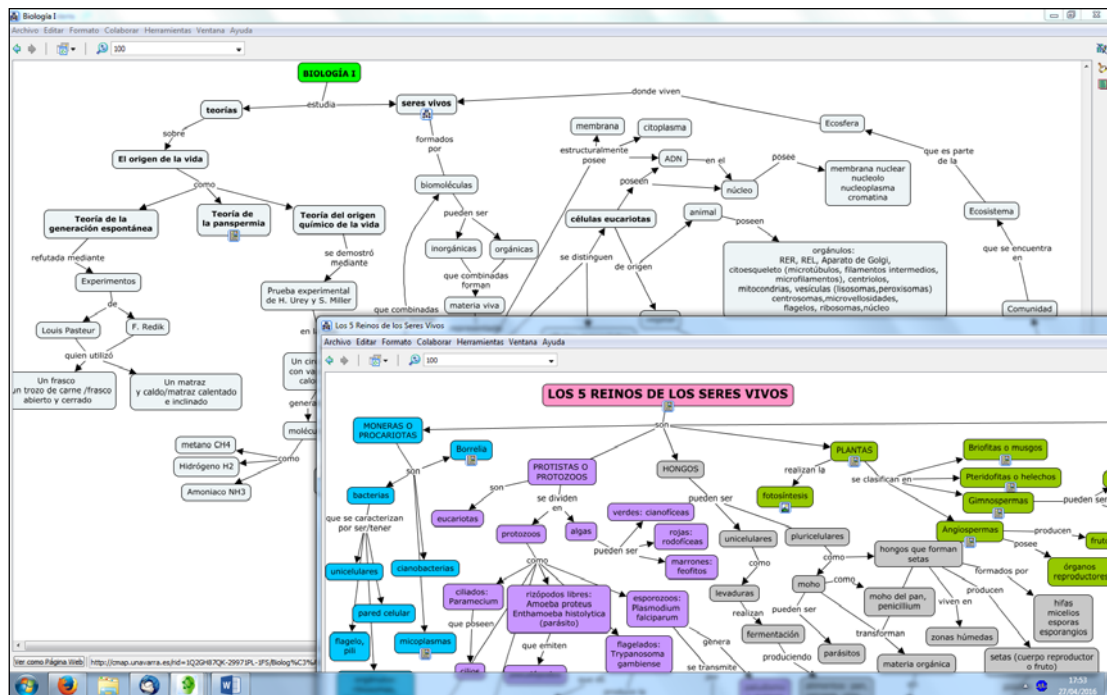 Biología I
Archivo Editar Formato Colaborar Herramientas Ventana Ayuda
100
BIOLOGÍA I
teorías
estudia
seres vivos
donde viven
Ecosfera
sobre
El origen de la vida
como
Teoría de la
generación espontánea
Teoría de
la panspermia
Teoría del origen
químico de la vida
refutada mediante
Experimentos
de
Louis Pasteur
F. Redik
quien utilizó
Un frasco
un trozo de carne /frasco
abierto y cerrado
Un matraz
y caldo/matraz calentado
e inclinado
se demostró
mediante
Prueba experimental
de H. Urey y S. Miller
en
Un
con
genera
como
metano CH4
Hidrógeno H2
Amoniaco NH3
formados
por
biomoléculas
pueden ser
inorgánicas
orgánicas
que combinadas
forman
materia viva
que combinadas
membrana
citoplasma
estructuralmente
posee
ADN
en el
núcleo
poseen
posee
membrana nuclear
nucleolo
nucleoplasma
cromatina
células eucariotas
se distinguen
de origen
animal
poseen
orgánulos:
RER, REL, Aparato de Golgi,
citoesqueleto (microtúbulos, filamentos intermedios,
microfilamentos), centriolos,
mitocondrias, vesículas (lisosomas,peroxisomas)
centrosomas,microvellosidades,
flagelos, ribosomas,núcleo
que es parte
de la
Ecosistema
que se encuentra
en
Comunidad
Los 5 Reinos de los Seres Vivos
Archivo Editar Formato Colaborar Herramientas Ventana Ayuda
100
LOS 5 REINOS DE LOS SERES VIVOS
son
MONERAS O
PROCARIOTAS
son
Borrelia
bacterias
que se caracterizan
por ser/tener
unicelulares
pared celular
flagelo,
pili
cianobacterias
micoplasmas
PROTISTAS O
PROTOZOOS
son
eucariotas
se dividen
en
protozoos
algas
pueden ser
verdes: cianofíceas
rojas:
rodofíceas
marrones:
feofitos
como
ciliados:
Paramecium
que poseen
cilios
rizópodos libres:
Amoeba proteus
Enthamoeba histolytica
(parásito)
que emiten
esporozoos:
Plasmodium
falciparum
flagelados:
Trypanosoma
gambiense
genera
se transmite
HONGOS
pueden ser
unicelulares
levaduras
realizan
fermentación
produciendo
pluricelulares
como
moho
como
pueden ser
parásitos
moho del pan,
penicillium
transforman
materia orgánica
hongos que forman
setas
viven en
zonas húmedas
producen
setas (cuerpo reproductor
o fruto)
formados por
hifas
micelios
esporas
esporangios
PLANTAS
realizan la
fotosíntesis
se clasifican en
Briofitas o musgos
Pteridofitas o helechos
Gimnospermas
pueden ser
Angiospermas
producen
posee
órganos
reproductores
Ver como Página Web
17:53
27/04/2016